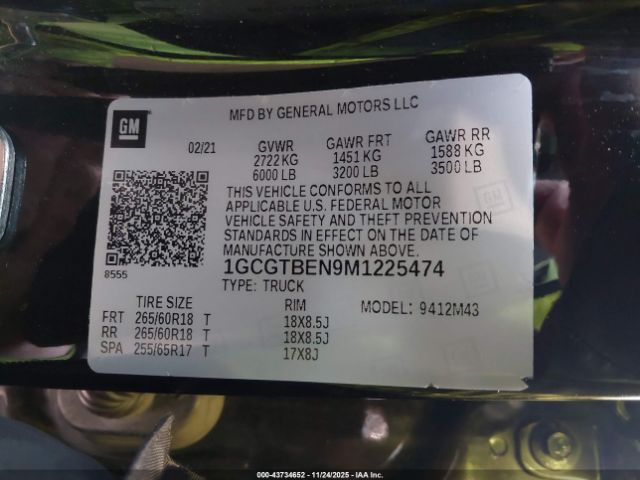 MFD BY GENERAL MOTORS LLC
GM
02/21 GVWR GAWR FRT GAWR RR
2722 KG 1451 KG 1588 KG
6000 LB 3200 LB 3500 LB
THIS VEHICLE CONFORMS TO ALL
APPLICABLE U.S. FEDERAL MOTOR
VEHICLE SAFETY AND THEFT PREVENTION
STANDARDS IN EFFECT ON THE DATE OF
MANUFACTURE SHOWN ABOVE.
8555
1GCGTBEN9M1225474
TYPE: TRUCK
TIRE SIZE RIM MODEL: 9412M43
FRT 265/60R18 T 18X8.5J
RR 265/60R18 T 18X8.5J
SPA 255/65R17 T 17X8J
000-43734652 - 11/24/2025 - IAA Inc.